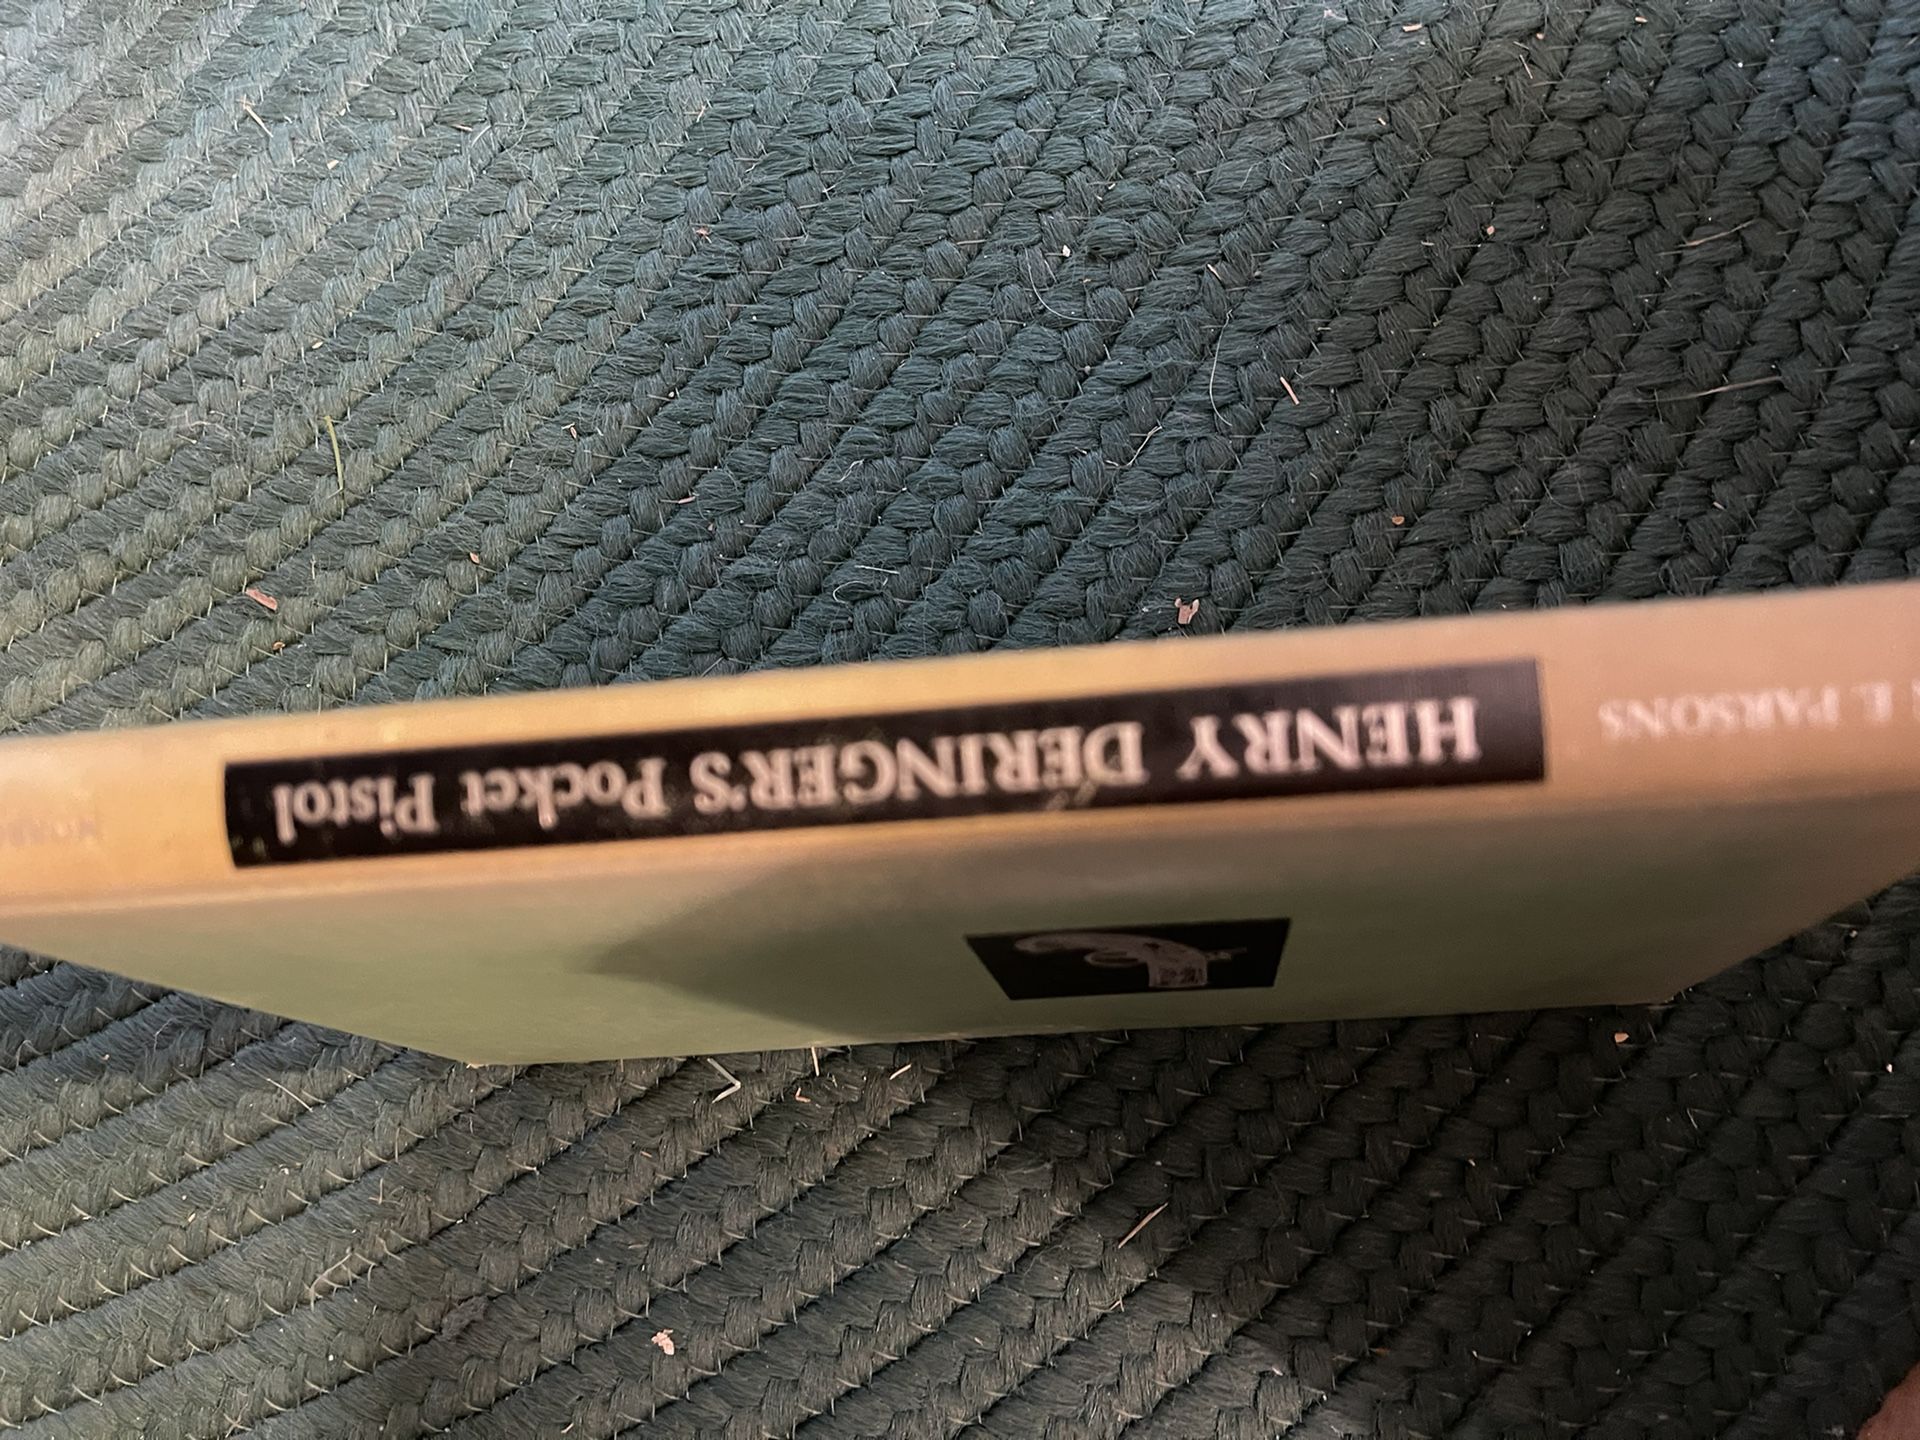 E. PARSONS
HENRY DERINGER'S Pocket Pistol